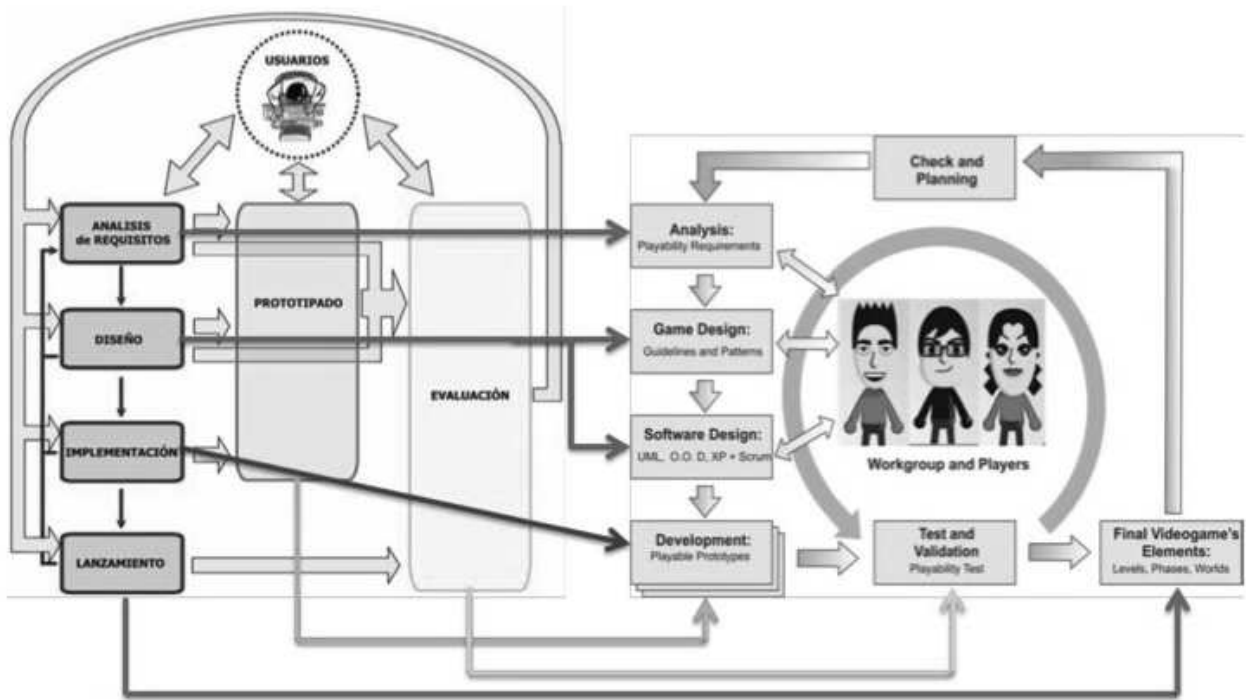 USUARIOS
ANALISIS
de REQUISITOS
PROTOTIPADO
DISEÑO
EVALUACIÓN
IMPLEMENTACIÓN
LANZAMIENTO
Check and
Planning
Analysis:
Playability Requirements
Game Design:
Guidelines and Patterns
Software Design:
UML, O.O. D, XP + Scrum
Workgroup and Players
Development:
Playable Prototypes
Test and
Validation
Playability Test
Final Videogame's
Elements:
Levels, Phases, Worlds